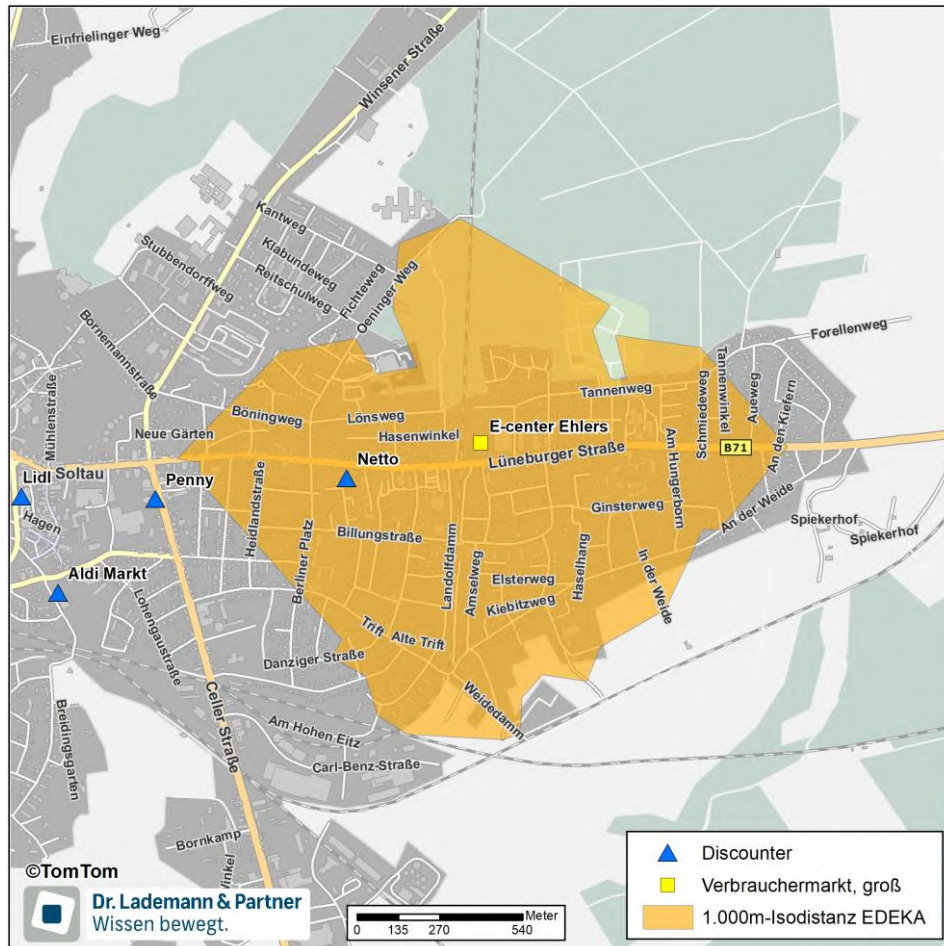 Einfrielinger Weg
Winsener Straße
Kantweg
Klabundeweg
Reitschulweg
Stubbendorffweg
Fichteweg
Oeninger Weg
Bornemannstraße
Mühlenstraße
Forellenweg
Tannenwinkel
Aueweg
Schmiedeweg
An den Kiefern
Tannenweg
Böningweg
Lönsweg
Neue Gärten
Hasenwinkel
E-center Ehlers
Lüneburger Straße
B71
Am Hungerborn
Soltau
Lidl
Penny
Netto
Hagen
Heidlandstraße
Billungstraße
Ginsterweg
An der Weide
Spiekerhof
Spiekerhof
Berliner Platz
Landolfdamm
Amselweg
Elsterweg
Haselhang
Kiebitzweg
In der Weide
Aldi Markt
Lohengaustraße
Trift
Alte Trift
Danziger Straße
Weidedamm
Celler Straße
Breidingsgarten
Am Hohen Eitz
Carl-Benz-Straße
Bornkamp
Winkel
©TomTom
Dr. Lademann & Partner
Wissen bewegt.
Meter
0 135 270 540
Discounter
Verbrauchermarkt, groß
1.000m-Isodistanz EDEKA